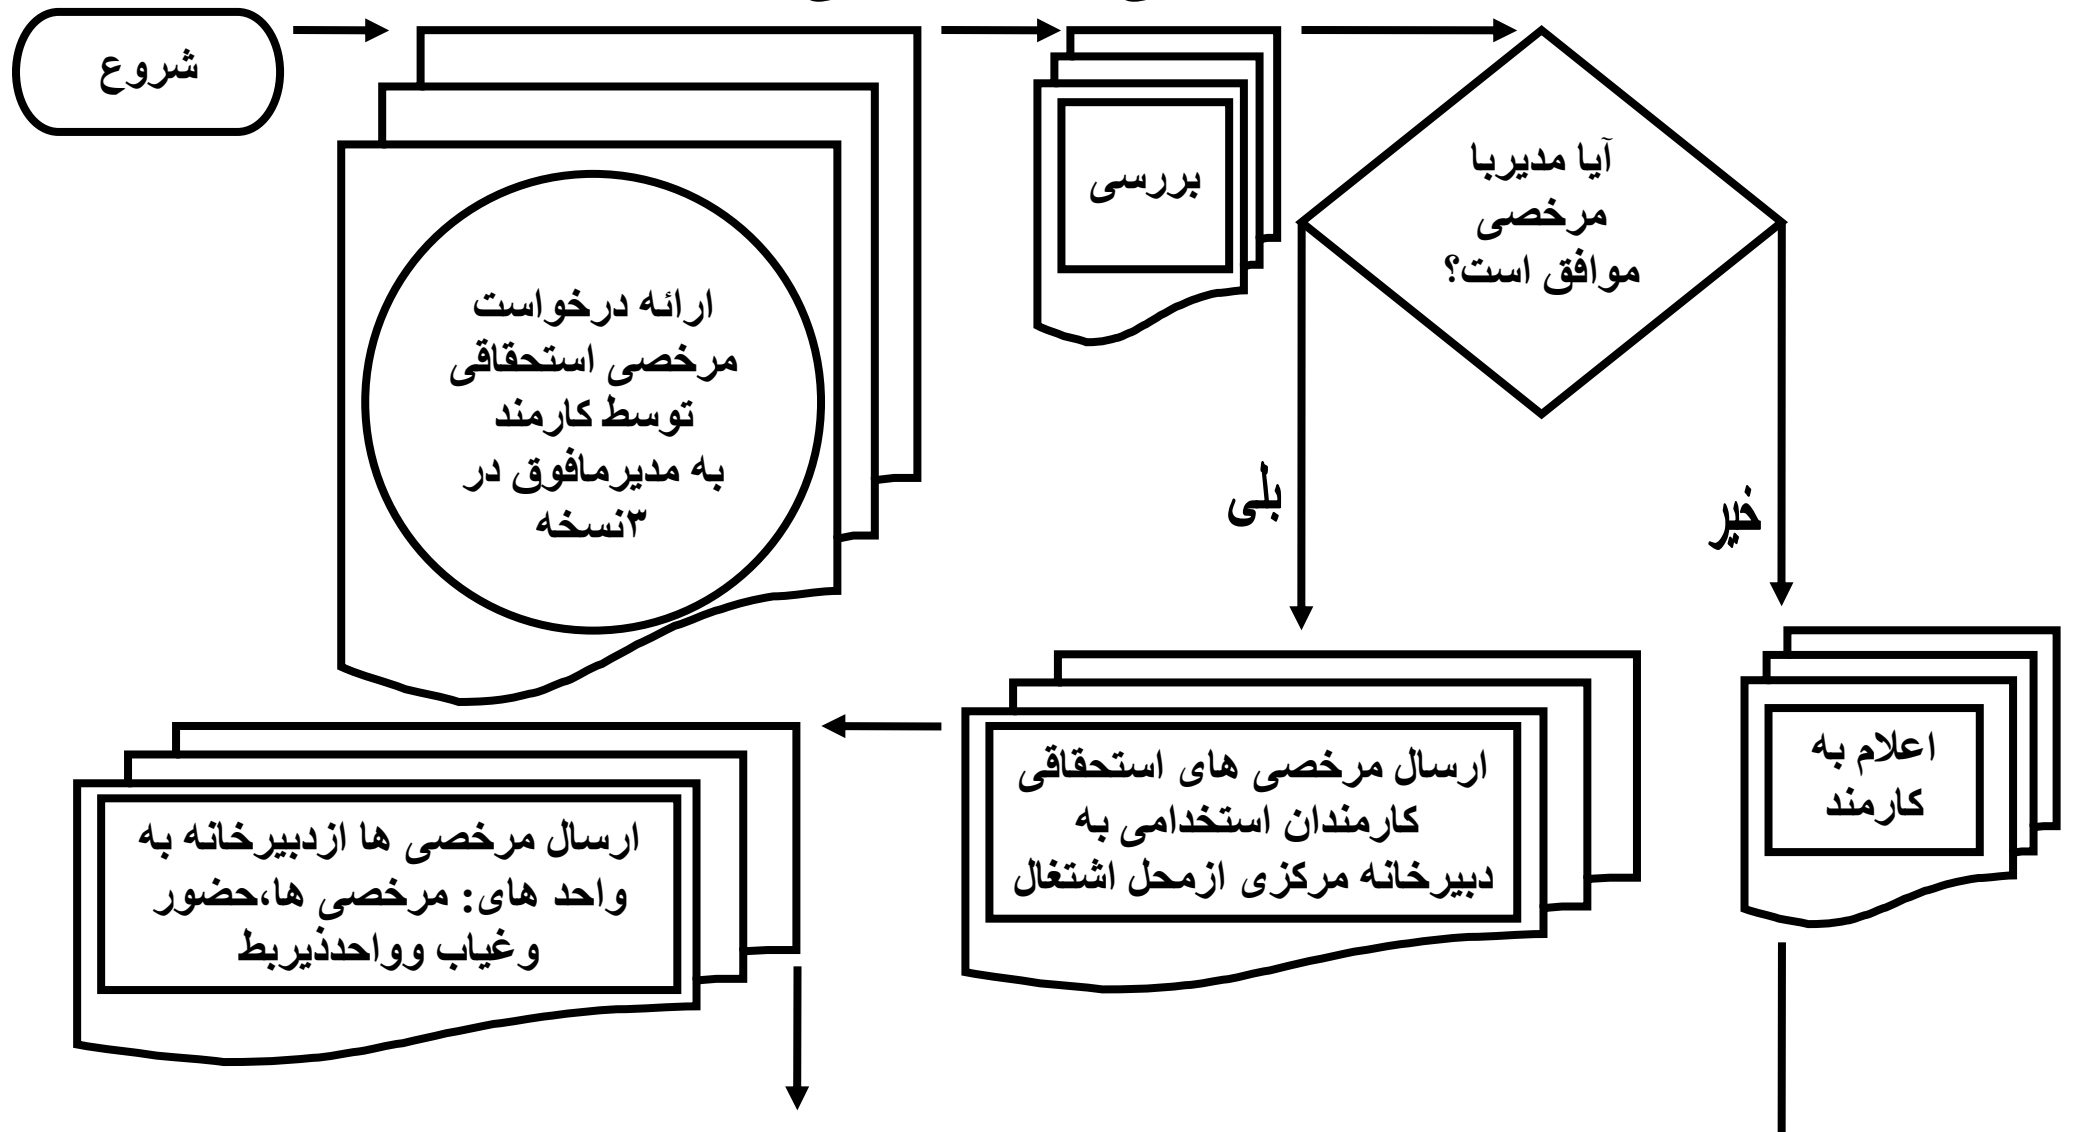 شروع
ارائه درخواست
مرخصی استحقاقی
توسط کارمند
به مدیرمافوق در
۳نسخه
بررسی
آیا مدیربا
مرخصی
موافق است؟
بلی
خیر
اعلام به
کارمند
ارسال مرخصی های استحقاقی
کارمندان استخدامی به
دبیرخانه مرکزی ازمحل اشتغال
ارسال مرخصی ها ازدبیرخانه به
واحد های: مرخصی ها،حضور
وغیاب وواحدذیربط